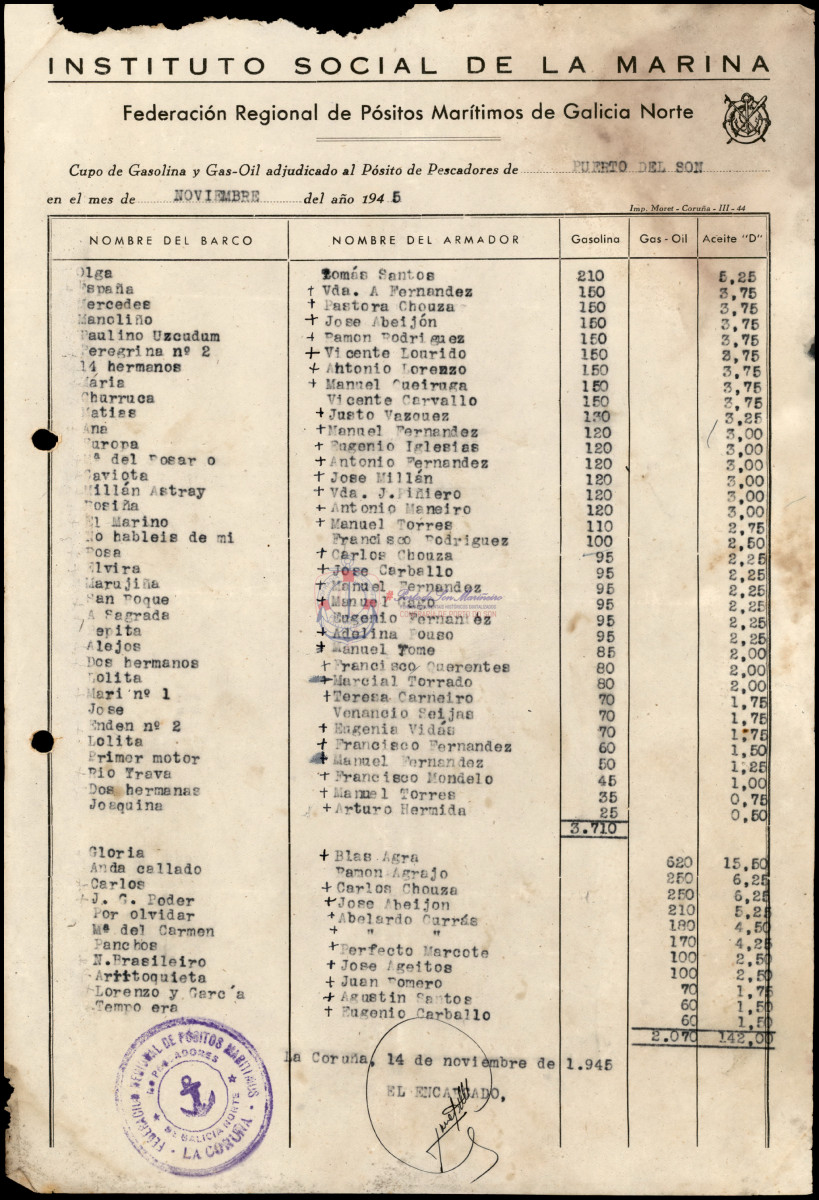 INSTITUTO SOCIAL DE LA MARINA
Federación Regional de Pósitos Marítimos de Galicia Norte
Cupo de Gasolina y Gas-Oil adjudicado al Pósito de Pescadores de PUERTO DEL SON
en el mes de NOVIEMBRE del año 1945
Imp. Moret - Coruña - III - 44
NOMBRE DEL BARCO NOMBRE DEL ARMADOR Gasolina Gas-Oil Aceite "D"
Olga Tomás Santos 210 5,25
España + Vda. A Fernandez 150 3,75
Mercedes + Pastora Chouza 150 3,75
Manoliño + Jose Abeijón 150 3,75
Paulino Uzcudum + Ramon Rodriguez 150 3,75
Peregrina nº 2 + Vicente Lourido 150 3,75
14 hermanos + Antonio Lorenzo 150 3,75
Maria + Manuel Queiruga 150 3,75
Churruca Vicente Carvallo 150 3,75
Matias + Justo Vazquez 130 3,25
Ana + Manuel Fernandez 120 3,00
Europa + Eugenio Iglesias 120 3,00
Mª del Rosar o + Antonio Fernandez 120 3,00
Gaviota + Jose Millán 120 3,00
Millán Astray + Vda. J.Piñiero 120 3,00
Rosiña + Antonio Maneiro 120 3,00
El Marino + Manuel Torres 110 2,75
No hableis de mi Francisco Rodriguez 100 2,50
Rosa + Carlos Chouza 95 2,25
Elvira + Jose Carballo 95 2,25
Marujiña + Manuel Fernandez 95 2,25
San Roque + Manuel Gago 95 2,25
A Sagrada Eugenio Fernandez 95 2,25
Pepita + Adelina Pouso 95 2,25
Alejos + Manuel Tome 85 2,00
Dos hermanos + Francisco Querentes 80 2,00
Lolita + Marcial Torrado 80 2,00
Mari nº 1 + Teresa Carneiro 70 1,75
Jose Venancio Seijas 70 1,75
Enden nº 2 + Eugenia Vidás 70 1,75
Lolita + Francisco Fernandez 60 1,50
Primer motor + Manuel Fernandez 50 1,25
Rio Trava + Francisco Mondelo 45 1,00
Dos hermanas + Manuel Torres 35 0,75
Joaquina + Arturo Hermida 25 0,50
3.710
Gloria + Blas Agra 620 15,50
Anda callado Ramon Agrajo 250 6,25
Carlos + Carlos Chouza 250 6,25
J. G. Poder + Jose Abeijon 210 5,25
Por olvidar + Abelardo Currás 180 4,50
Mª del Carmen + " " 170 4,25
Panchos + Perfecto Marcote 100 2,50
N.Brasileiro + Jose Ageitos 100 2,50
Arritoquieta + Juan Romero 70 1,75
Lorenzo y García + Agustin Santos 60 1,50
Tempo era + Eugenio Carballo 60 1,50
2.070 142,00
La Coruña, 14 de noviembre de 1.945
EL ENCARGADO,
FEDERACION REGIONAL DE PÓSITOS MARÍTIMOS
DE PESCADORES
DE GALICIA NORTE
LA CORUÑA